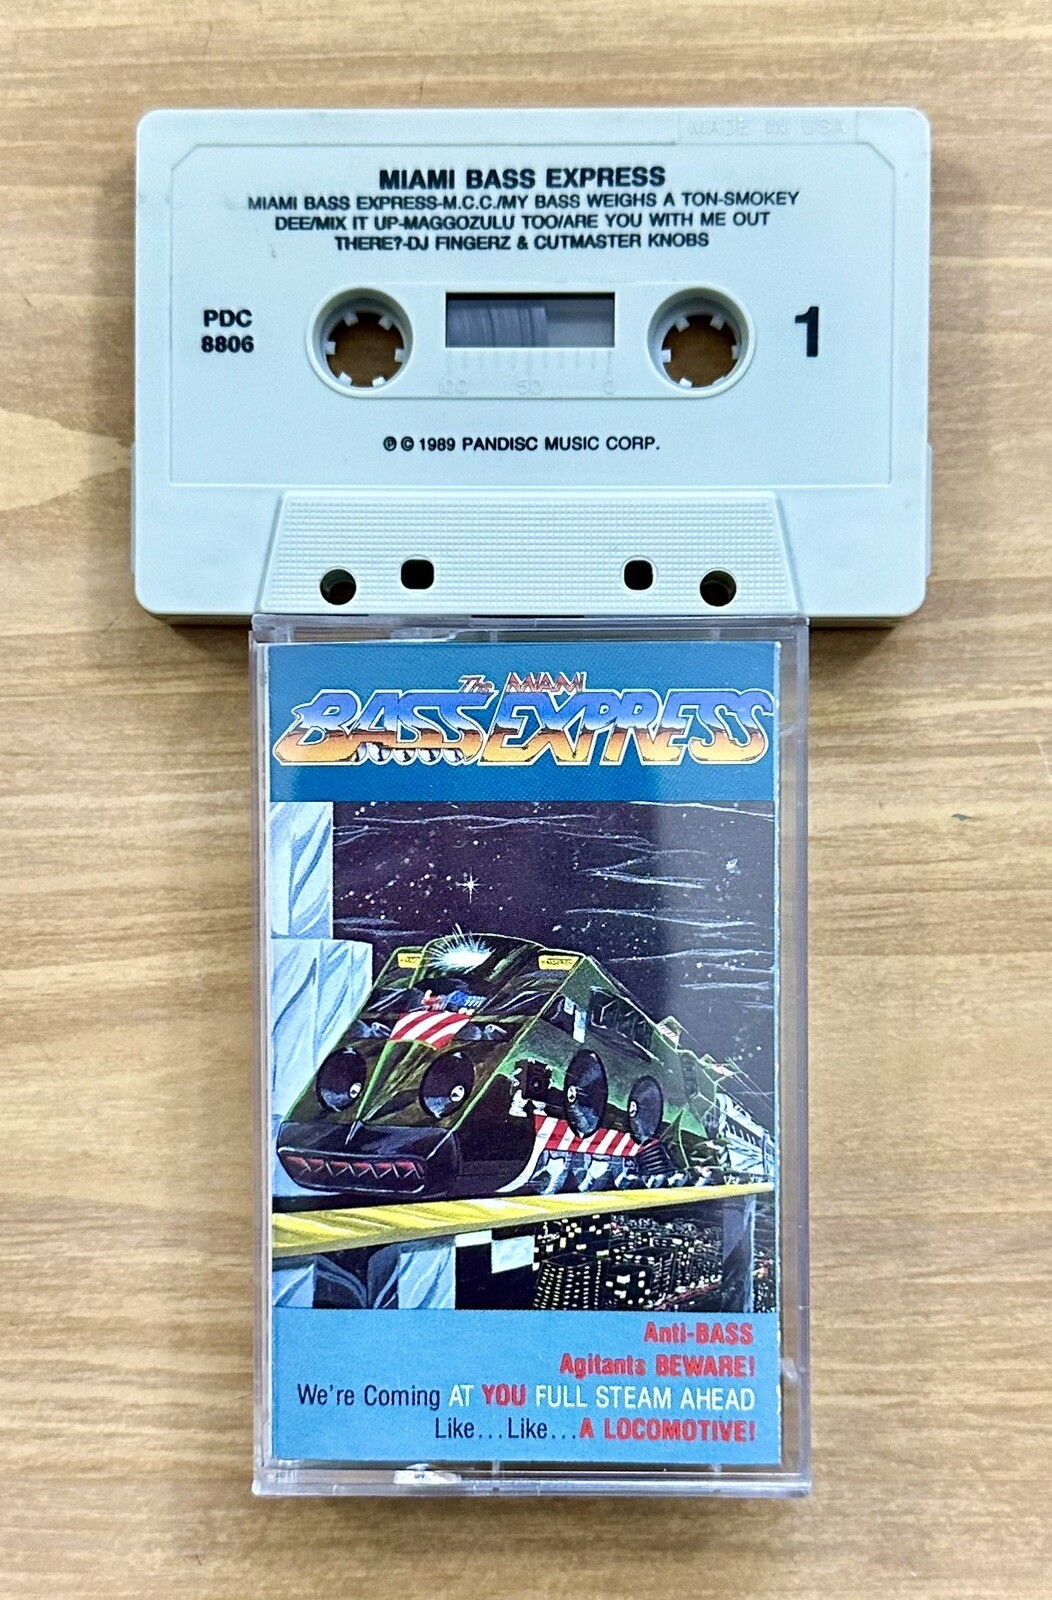 MADE IN USA
MIAMI BASS EXPRESS
MIAMI BASS EXPRESS-M.C.C./MY BASS WEIGHS A TON-SMOKEY
DEE/MIX IT UP-MAGGOZULU TOO/ARE YOU WITH ME OUT
THERE?-DJ FINGERZ & CUTMASTER KNOBS
PDC
8806
1
100 50 0
℗ © 1989 PANDISC MUSIC CORP.
The MIAMI
BASS EXPRESS
Anti-BASS
Agitants BEWARE!
We're Coming AT YOU FULL STEAM AHEAD
Like...Like...A LOCOMOTIVE!